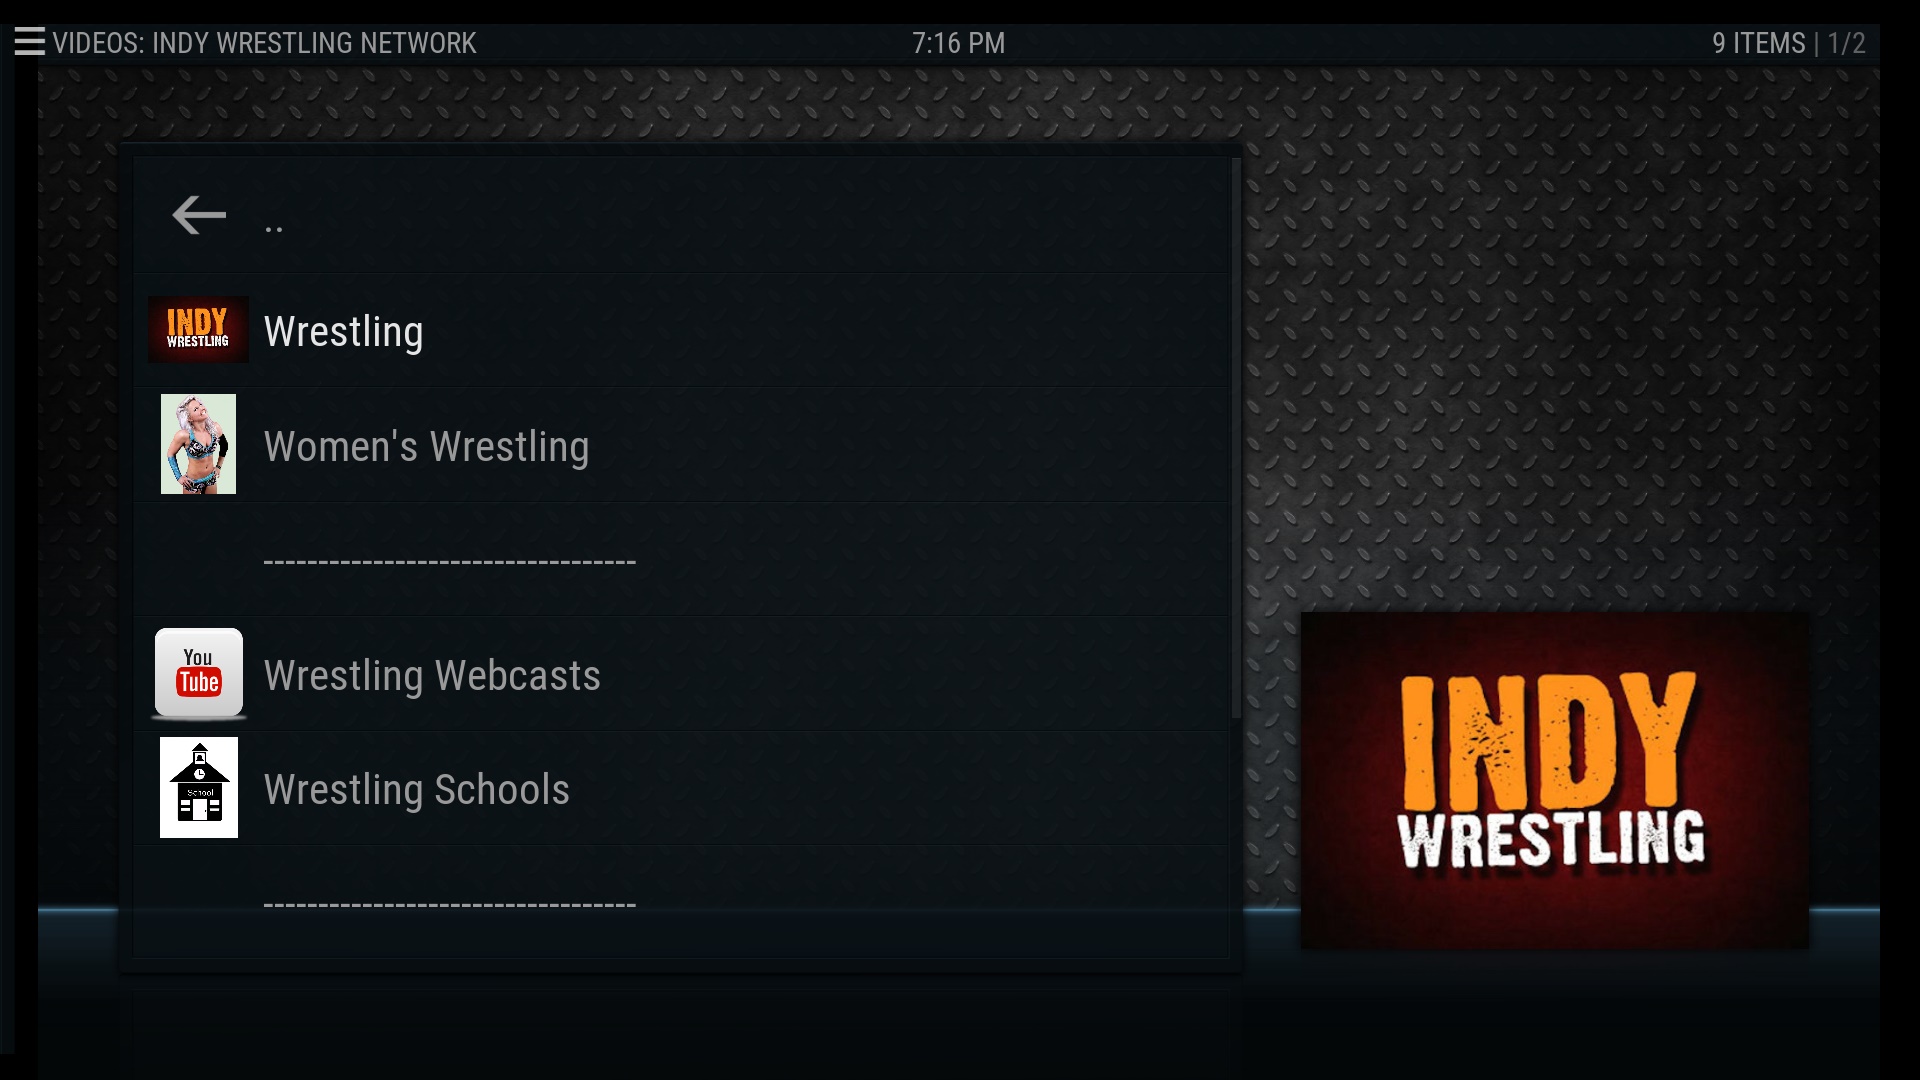 VIDEOS: INDY WRESTLING NETWORK
7:16 PM
9 ITEMS | 1/2
..
INDY
WRESTLING
Wrestling
Women's Wrestling
----------------------------------
You
Tube
Wrestling Webcasts
School
Wrestling Schools
----------------------------------
INDY
WRESTLING